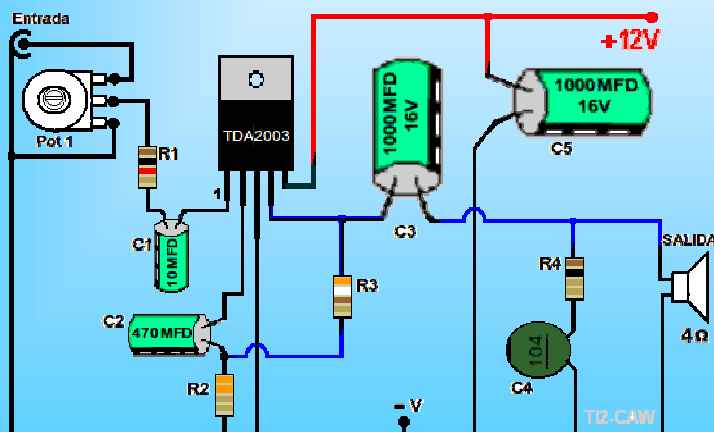 Entrada
+12V
1000MFD
16V
1000MFD
16V
TDA2003
Pot 1
R1
C5
1
C3
C1
10MFD
SALIDA
R4
R3
C2
470MFD
4Ω
104
R2
C4
- V
TI2-CAW